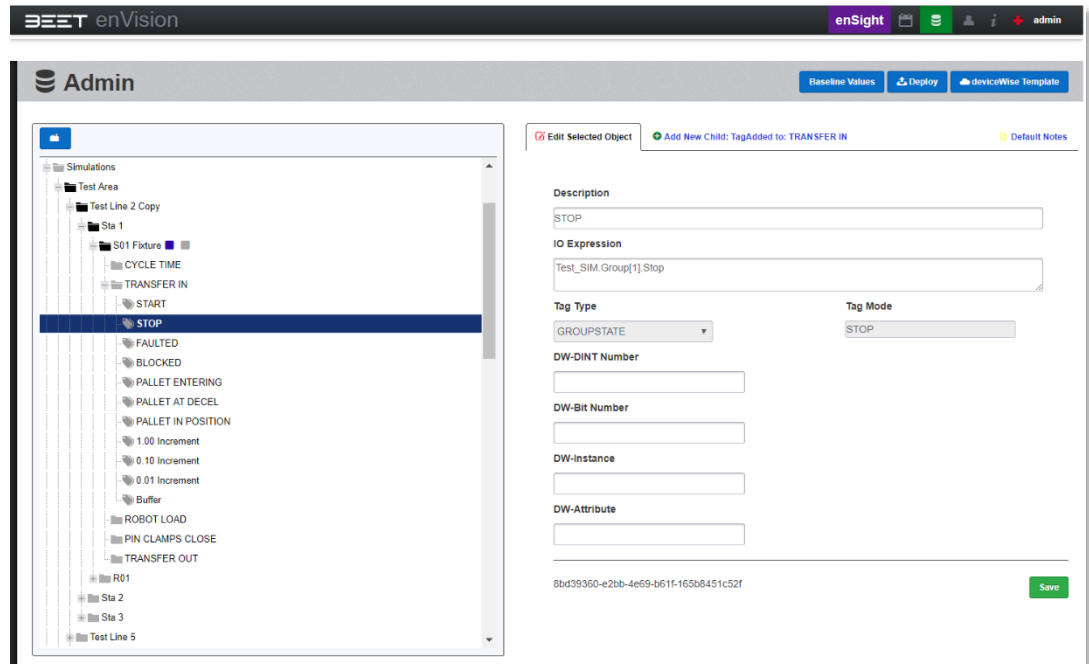 BEET enVision
enSight
i
admin
Admin
Baseline Values
Deploy
deviceWise Template
Simulations
Test Area
Test Line 2 Copy
Sta 1
S01 Fixture
CYCLE TIME
TRANSFER IN
START
STOP
FAULTED
BLOCKED
PALLET ENTERING
PALLET AT DECEL
PALLET IN POSITION
1.00 Increment
0.10 Increment
0.01 Increment
Buffer
ROBOT LOAD
PIN CLAMPS CLOSE
TRANSFER OUT
R01
Sta 2
Sta 3
Test Line 5
Edit Selected Object
Add New Child: TagAdded to: TRANSFER IN
Default Notes
Description
STOP
IO Expression
Test_SIM.Group[1].Stop
Tag Type
Tag Mode
GROUPSTATE
STOP
DW-DINT Number
DW-Bit Number
DW-Instance
DW-Attribute
8bd39360-e2bb-4e69-b61f-165b8451c52f
Save